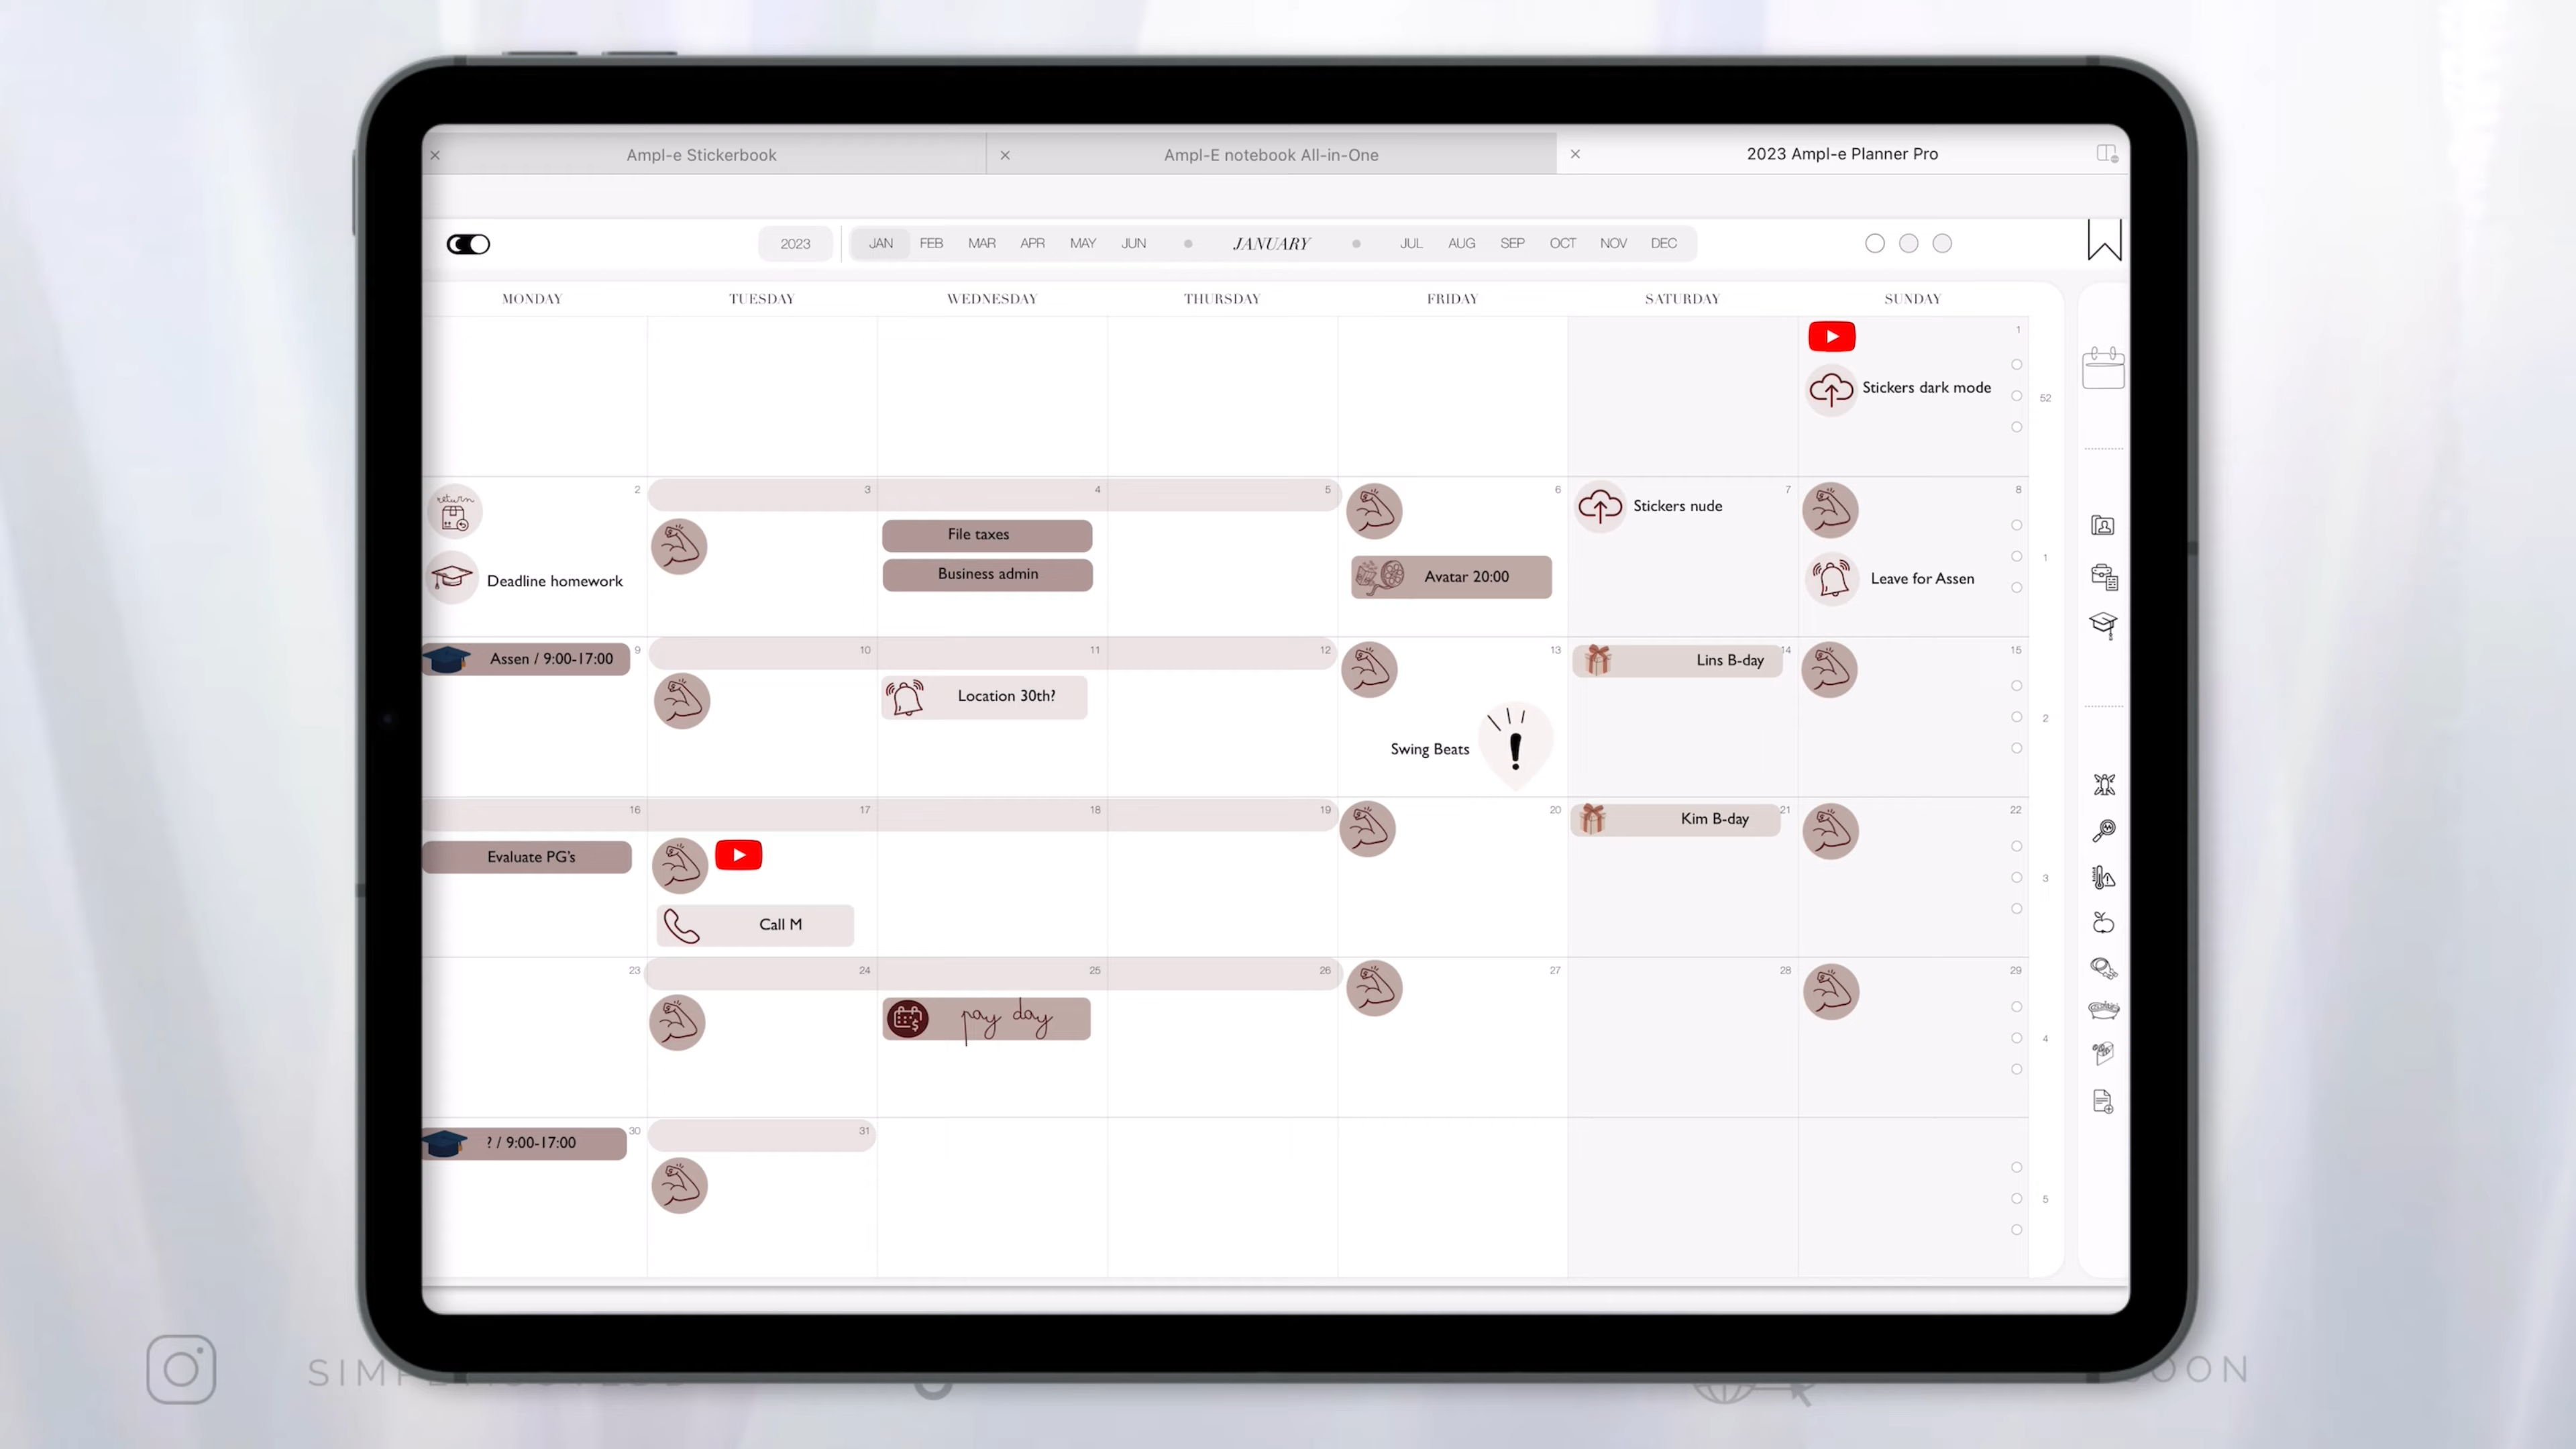 Ampl-e Stickerbook
Ampl-E notebook All-in-One
2023 Ampl-e Planner Pro
2023 JAN FEB MAR APR MAY JUN JANUARY JUL AUG SEP OCT NOV DEC
MONDAY TUESDAY WEDNESDAY THURSDAY FRIDAY SATURDAY SUNDAY
1
Stickers dark mode
52
2 3 4 5 6 7 8
return
Stickers nude
File taxes
Business admin
Avatar 20:00
Deadline homework
Leave for Assen
1
9 10 11 12 13 14 15
Assen / 9:00-17:00
Lins B-day
Location 30th?
Swing Beats
!
2
16 17 18 19 20 21 22
Kim B-day
Evaluate PG's
Call M
3
23 24 25 26 27 28 29
pay day
4
30 31
? / 9:00-17:00
5
OON